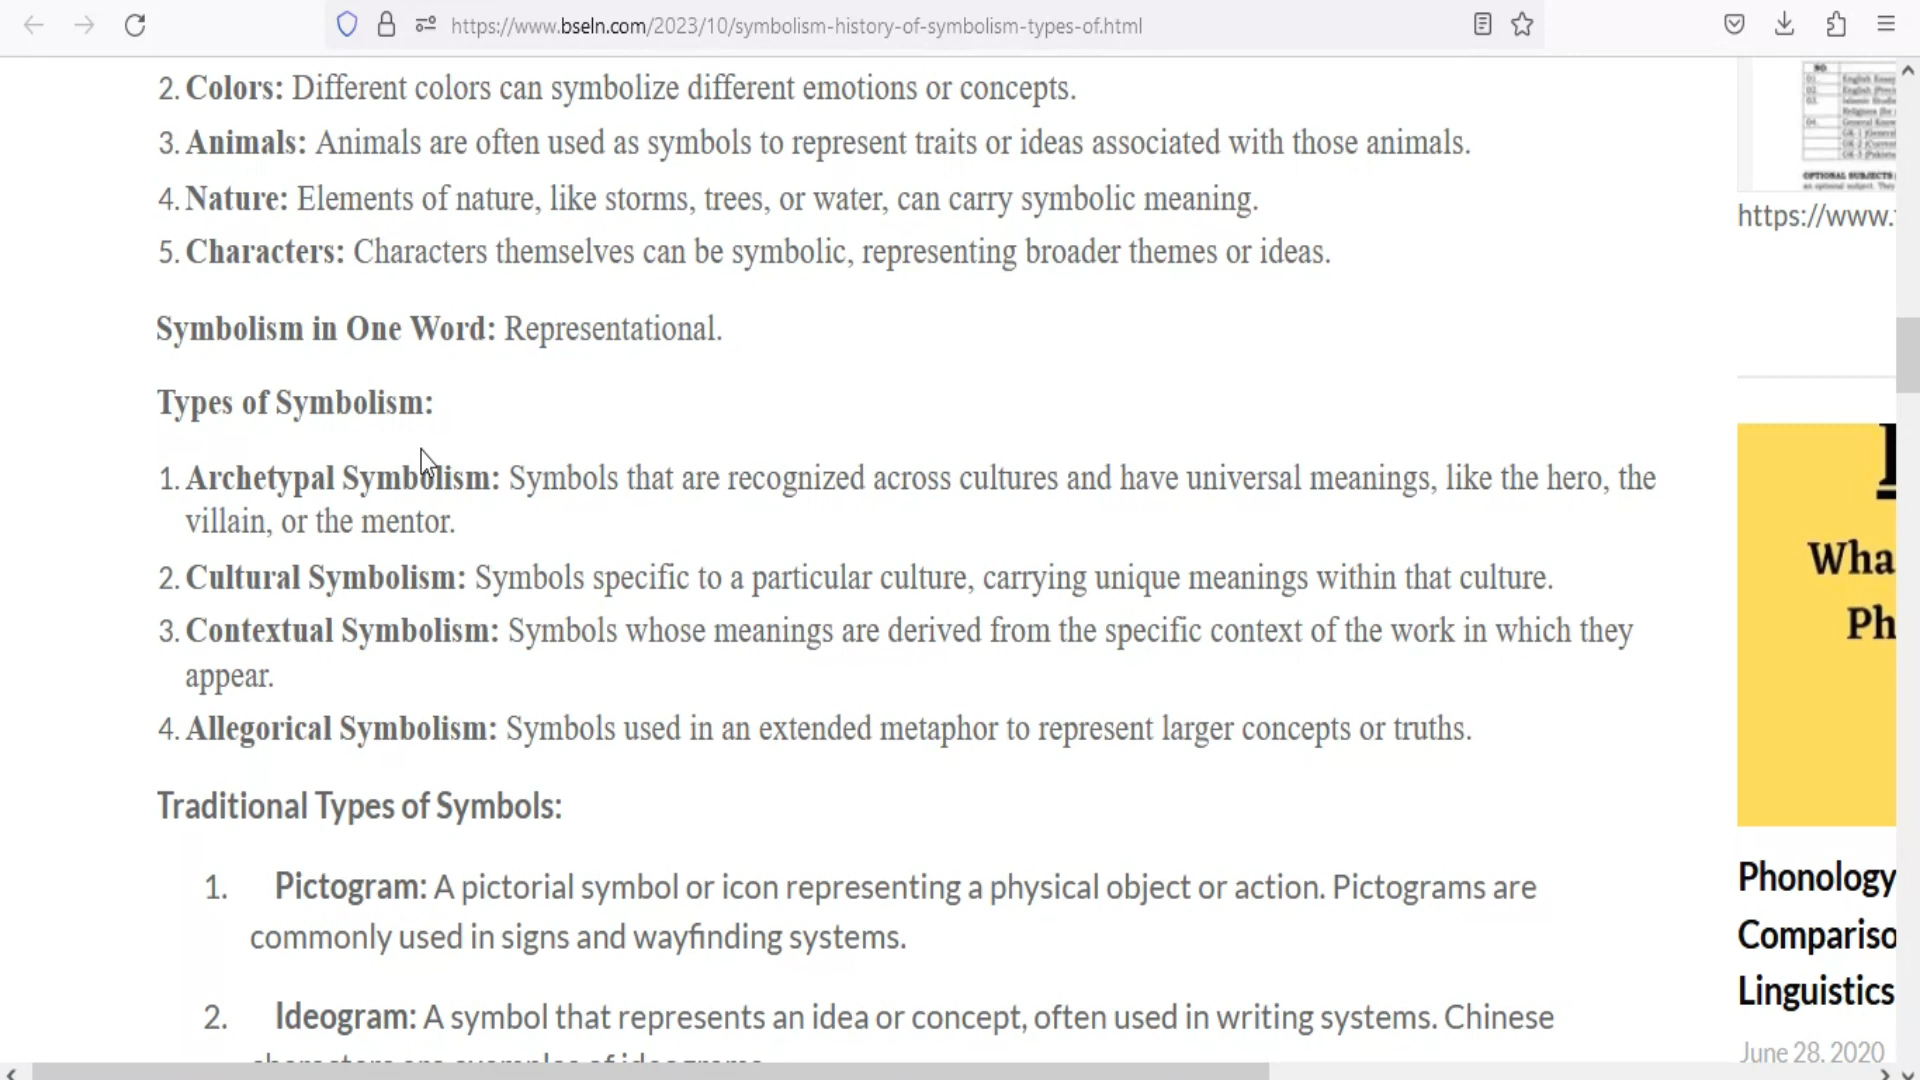 https://www.bseln.com/2023/10/symbolism-history-of-symbolism-types-of.html
2. Colors: Different colors can symbolize different emotions or concepts.
3. Animals: Animals are often used as symbols to represent traits or ideas associated with those animals.
4. Nature: Elements of nature, like storms, trees, or water, can carry symbolic meaning.
5. Characters: Characters themselves can be symbolic, representing broader themes or ideas.
Symbolism in One Word: Representational.
Types of Symbolism:
1. Archetypal Symbolism: Symbols that are recognized across cultures and have universal meanings, like the hero, the
villain, or the mentor.
2. Cultural Symbolism: Symbols specific to a particular culture, carrying unique meanings within that culture.
3. Contextual Symbolism: Symbols whose meanings are derived from the specific context of the work in which they
appear.
4. Allegorical Symbolism: Symbols used in an extended metaphor to represent larger concepts or truths.
Traditional Types of Symbols:
1. Pictogram: A pictorial symbol or icon representing a physical object or action. Pictograms are
commonly used in signs and wayfinding systems.
2. Ideogram: A symbol that represents an idea or concept, often used in writing systems. Chinese
characters are examples of ideograms.
NO
OPTIONAL SUBJECTS
https://www.
Wha
Ph
Phonology
Compariso
Linguistics
June 28, 2020